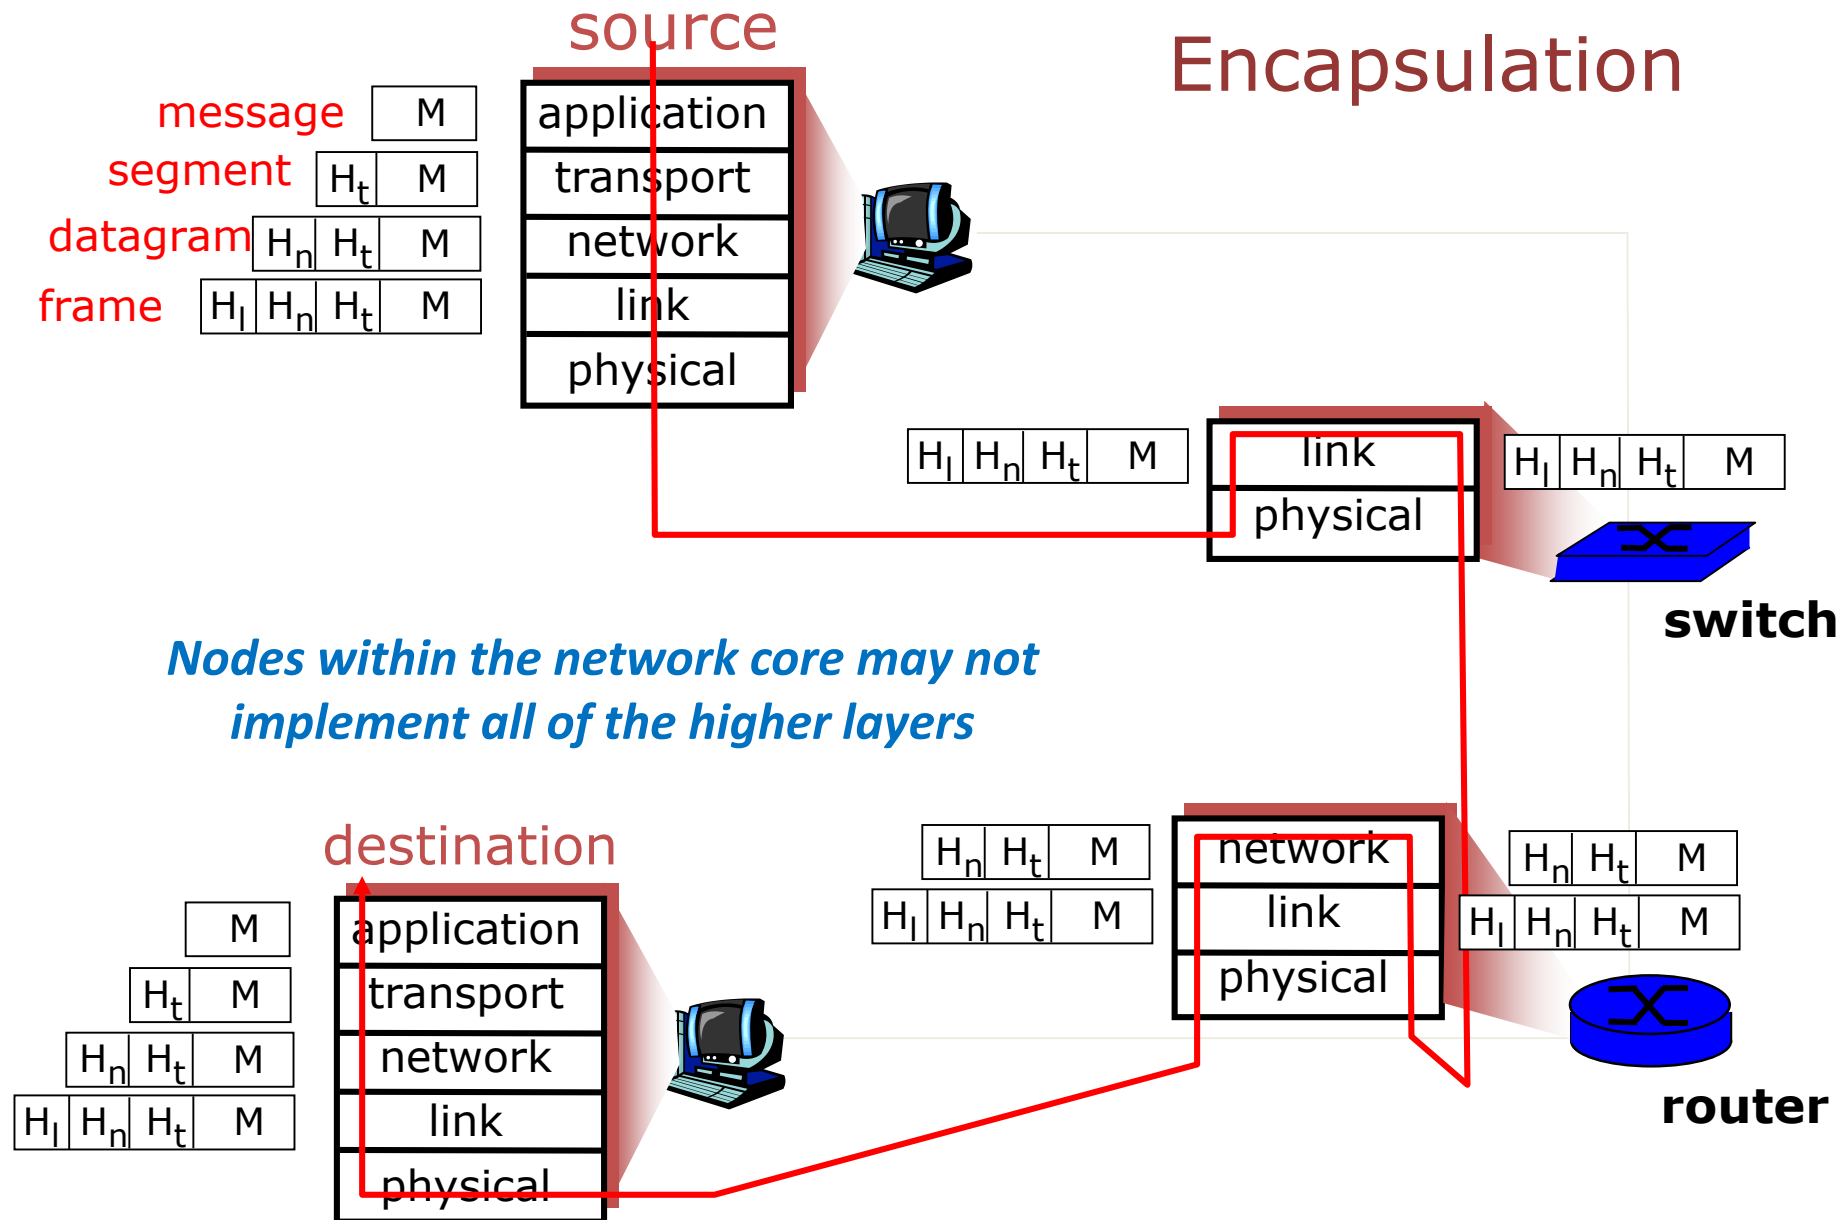 source
Encapsulation
message M
segment Ht M
datagram Hn Ht M
frame Hl Hn Ht M
application
transport
network
link
physical
Hl Hn Ht M
link
physical
Hl Hn Ht M
switch
Nodes within the network core may not
implement all of the higher layers
destination
M
Ht M
Hn Ht M
Hl Hn Ht M
application
transport
network
link
physical
Hn Ht M
Hl Hn Ht M
network
link
physical
Hn Ht M
Hl Hn Ht M
router